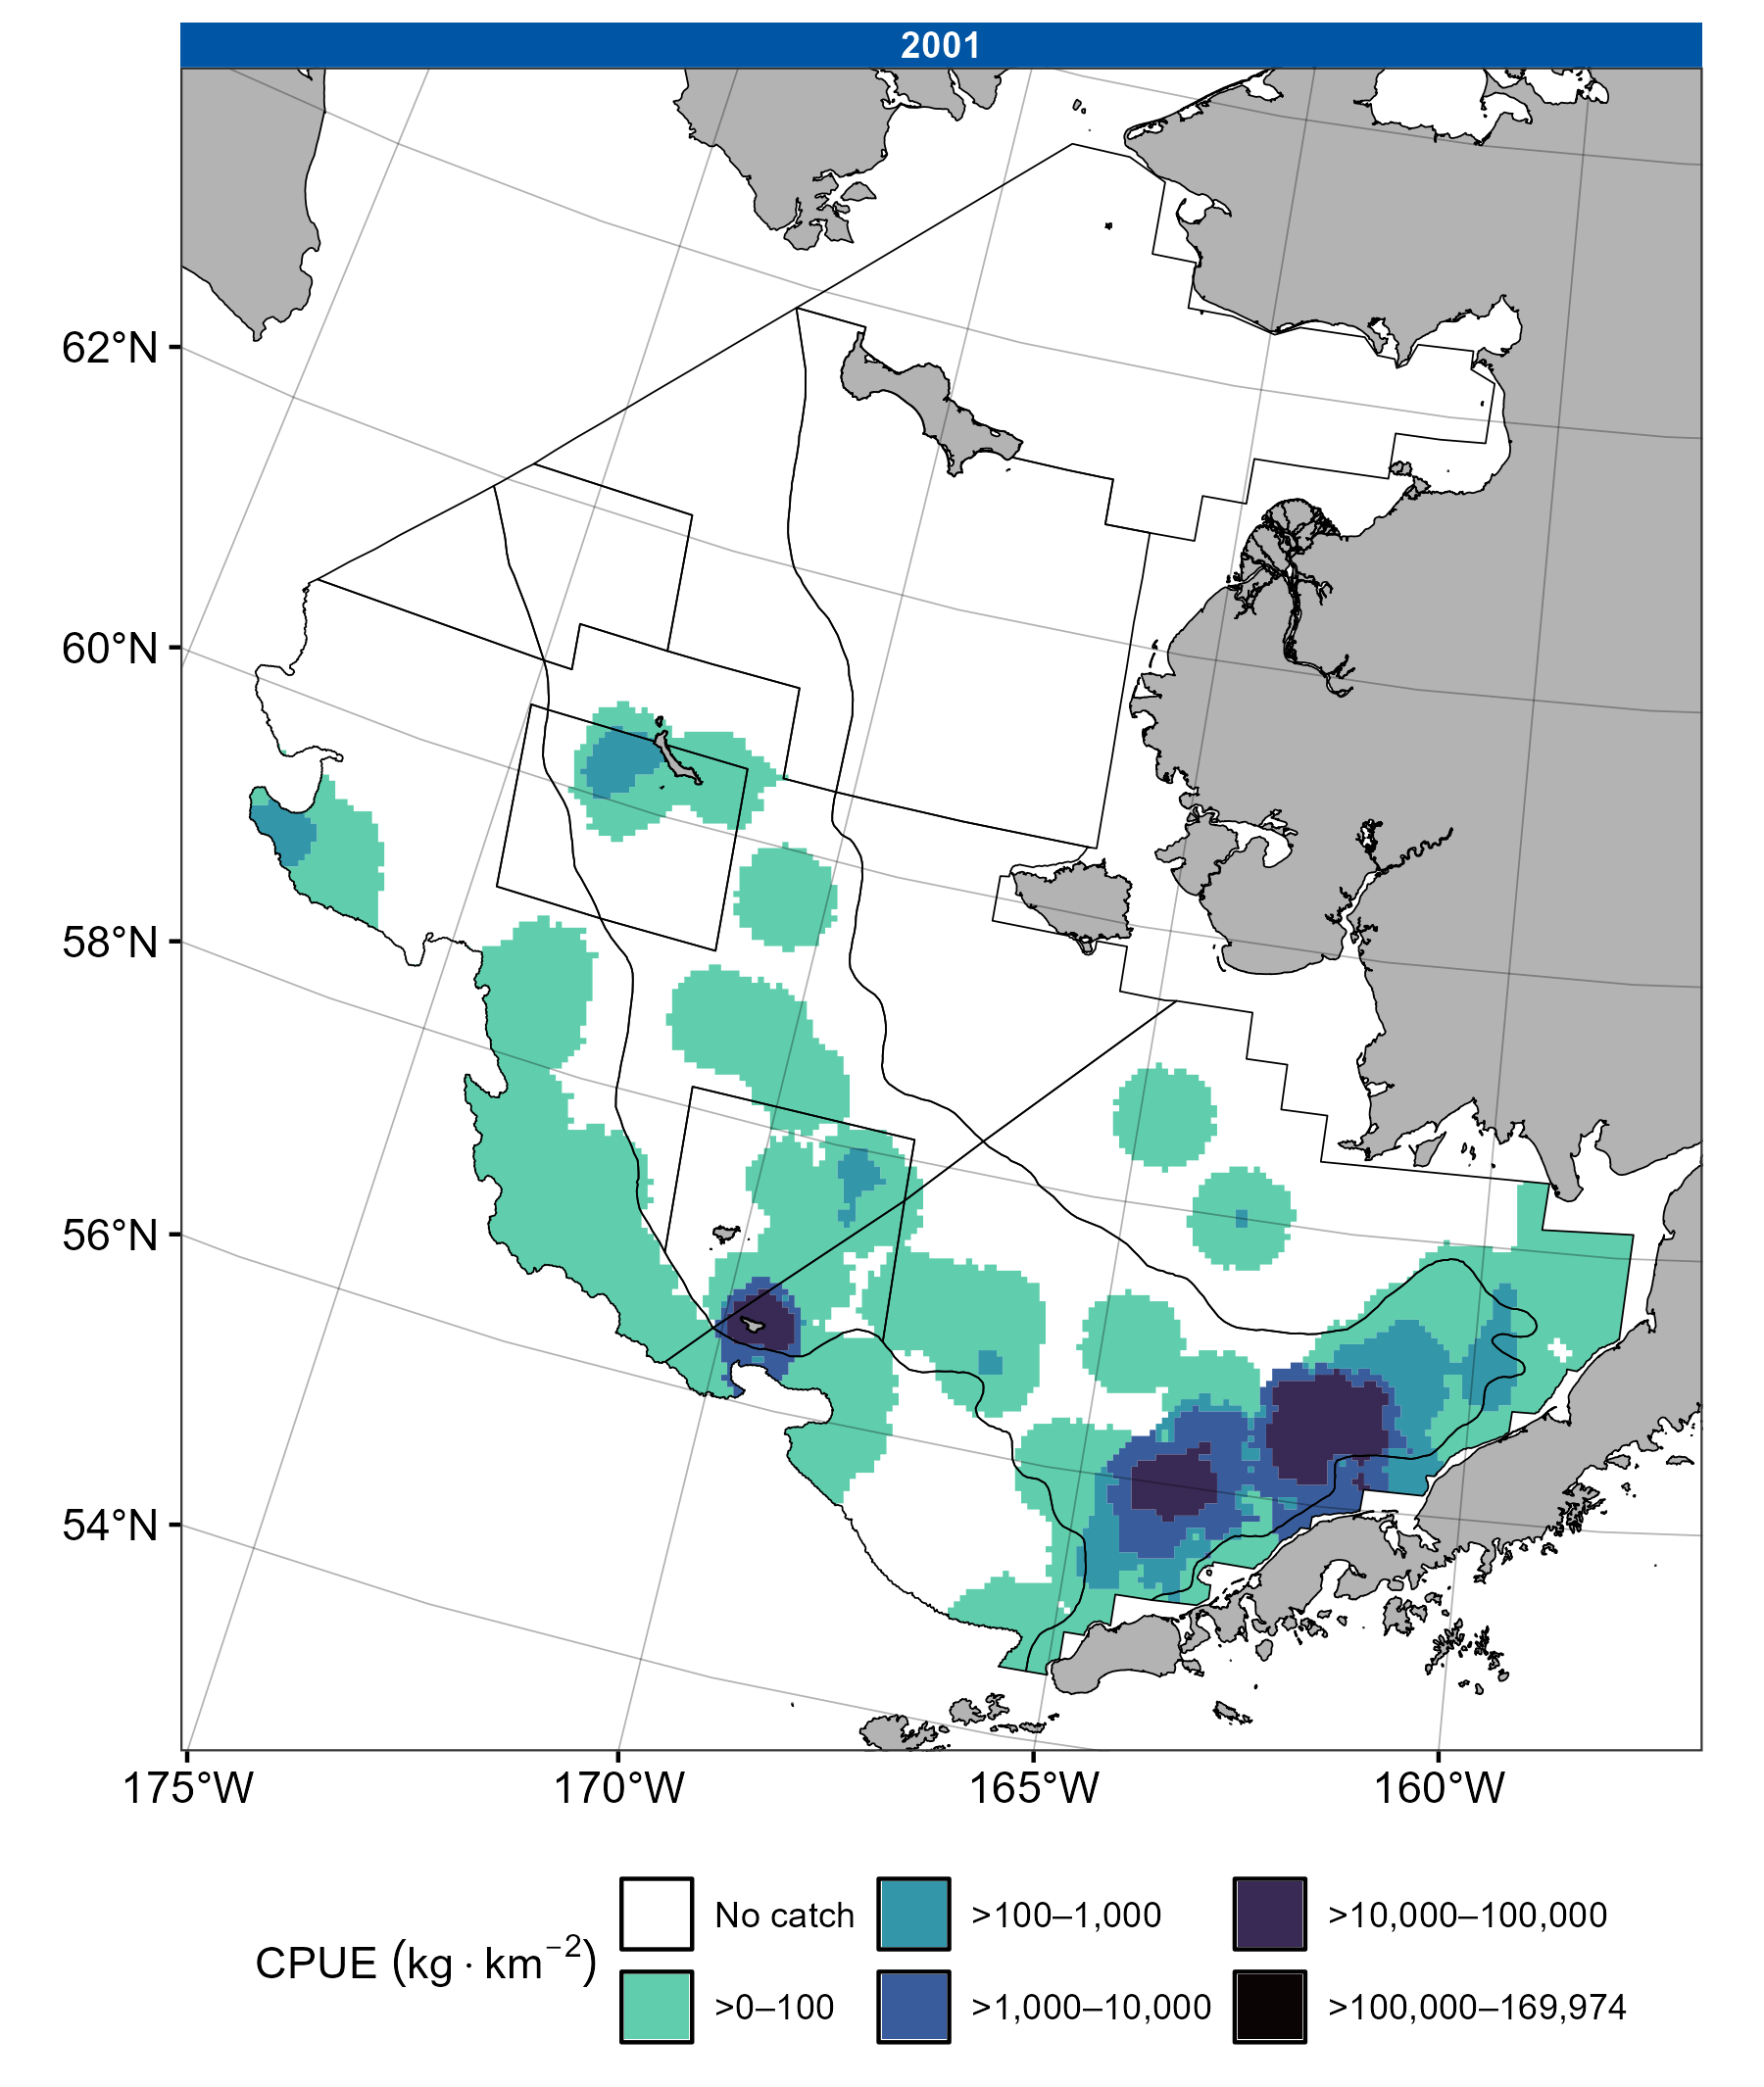 2001
62°N
60°N
58°N
56°N
54°N
175°W 170°W 165°W 160°W
CPUE (kg · km⁻²)
No catch >100–1,000 >10,000–100,000
>0–100 >1,000–10,000 >100,000–169,974